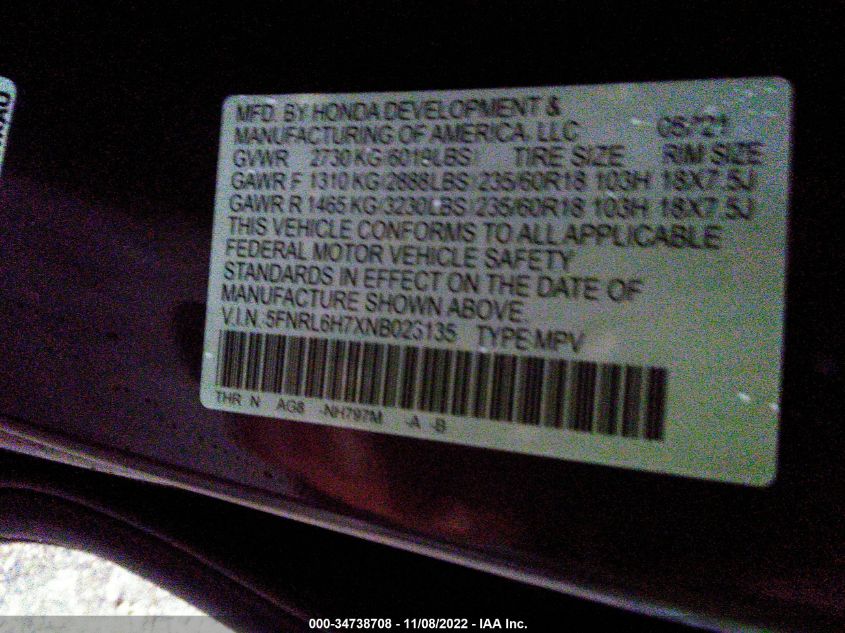 MFD. BY HONDA DEVELOPMENT &
MANUFACTURING OF AMERICA, LLC 05/21
GVWR 2730KG/6019LBS TIRE SIZE RIM SIZE
GAWR F 1310KG/2888LBS/235/60R18 103H 18X7.5J
GAWR R 1465KG/3230LBS/235/60R18 103H 18X7.5J
THIS VEHICLE CONFORMS TO ALL APPLICABLE
FEDERAL MOTOR VEHICLE SAFETY
STANDARDS IN EFFECT ON THE DATE OF
MANUFACTURE SHOWN ABOVE.
V.I.N. TYPE:MPV
THR N AG8 -NH797M -A -B
000-34738708 - 11/08/2022 - IAA Inc.